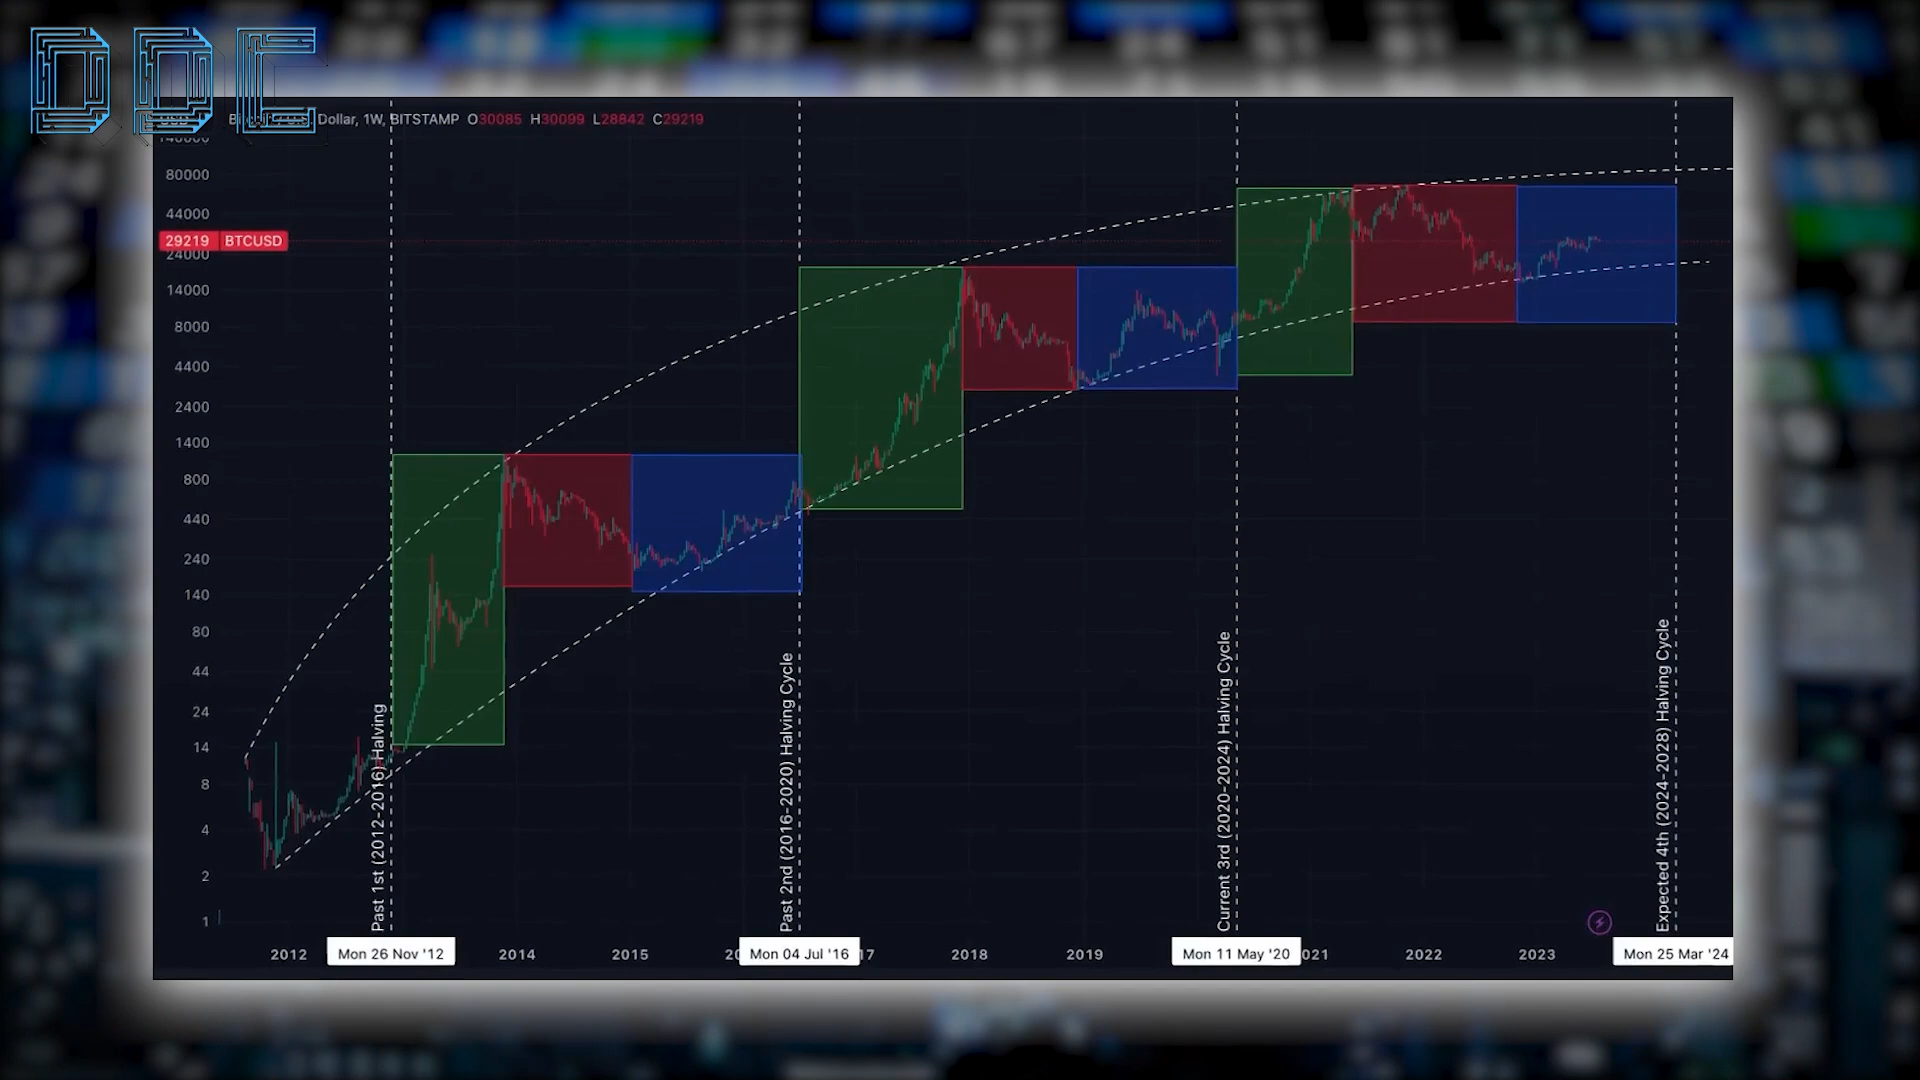 DDC
Dollar, 1W, BITSTAMP O30085 H30099 L28842 C29219
80000
44000
29219 BTCUSD
24000
14000
8000
4400
2400
1400
800
440
240
140
80
44
24
14
8
4
2
1
Past 1st (2012-2016) Halving
Past 2nd (2016-2020) Halving Cycle
Current 3rd (2020-2024) Halving Cycle
Expected 4th (2024-2028) Halving Cycle
2012 Mon 26 Nov '12 2014 2015 Mon 04 Jul '16 17 2018 2019 Mon 11 May '20 021 2022 2023 Mon 25 Mar '24